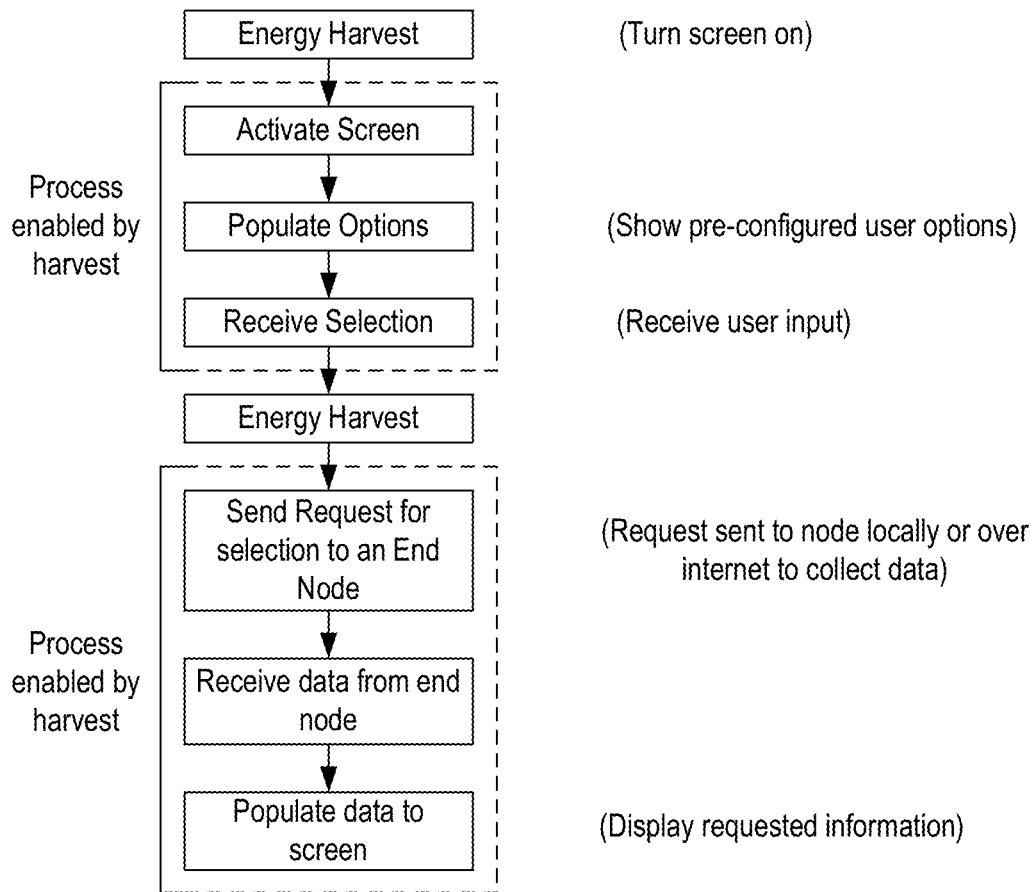 Energy Harvest
(Turn screen on)
Activate Screen
Process
enabled by
harvest
Populate Options
(Show pre-configured user options)
Receive Selection
(Receive user input)
Energy Harvest
Send Request for
selection to an End
Node
(Request sent to node locally or over
internet to collect data)
Process
enabled by
harvest
Receive data from end
node
Populate data to
screen
(Display requested information)